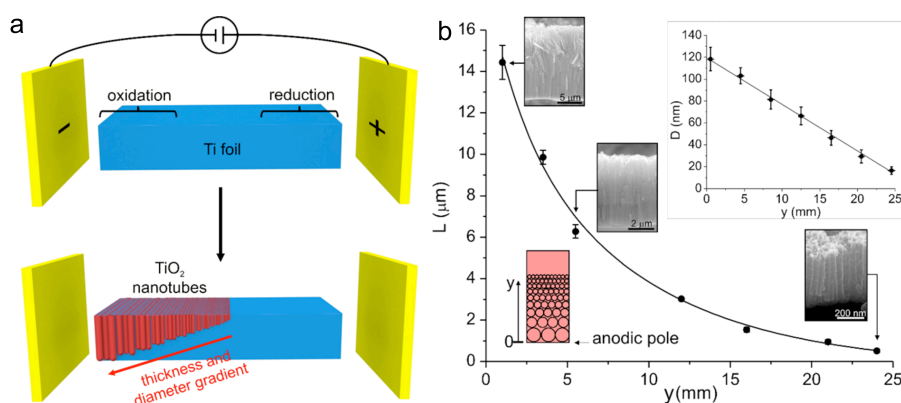 a
oxidation
reduction
−
+
Ti foil
TiO2
nanotubes
thickness and
diameter gradient
b
16
14
12
10
8
6
4
2
0
L (μm)
0
5
10
15
20
25
y(mm)
5 μm
2 μm
200 nm
y
0
anodic pole
140
120
100
80
60
40
20
0
D (nm)
0
5
10
15
20
25
y (mm)